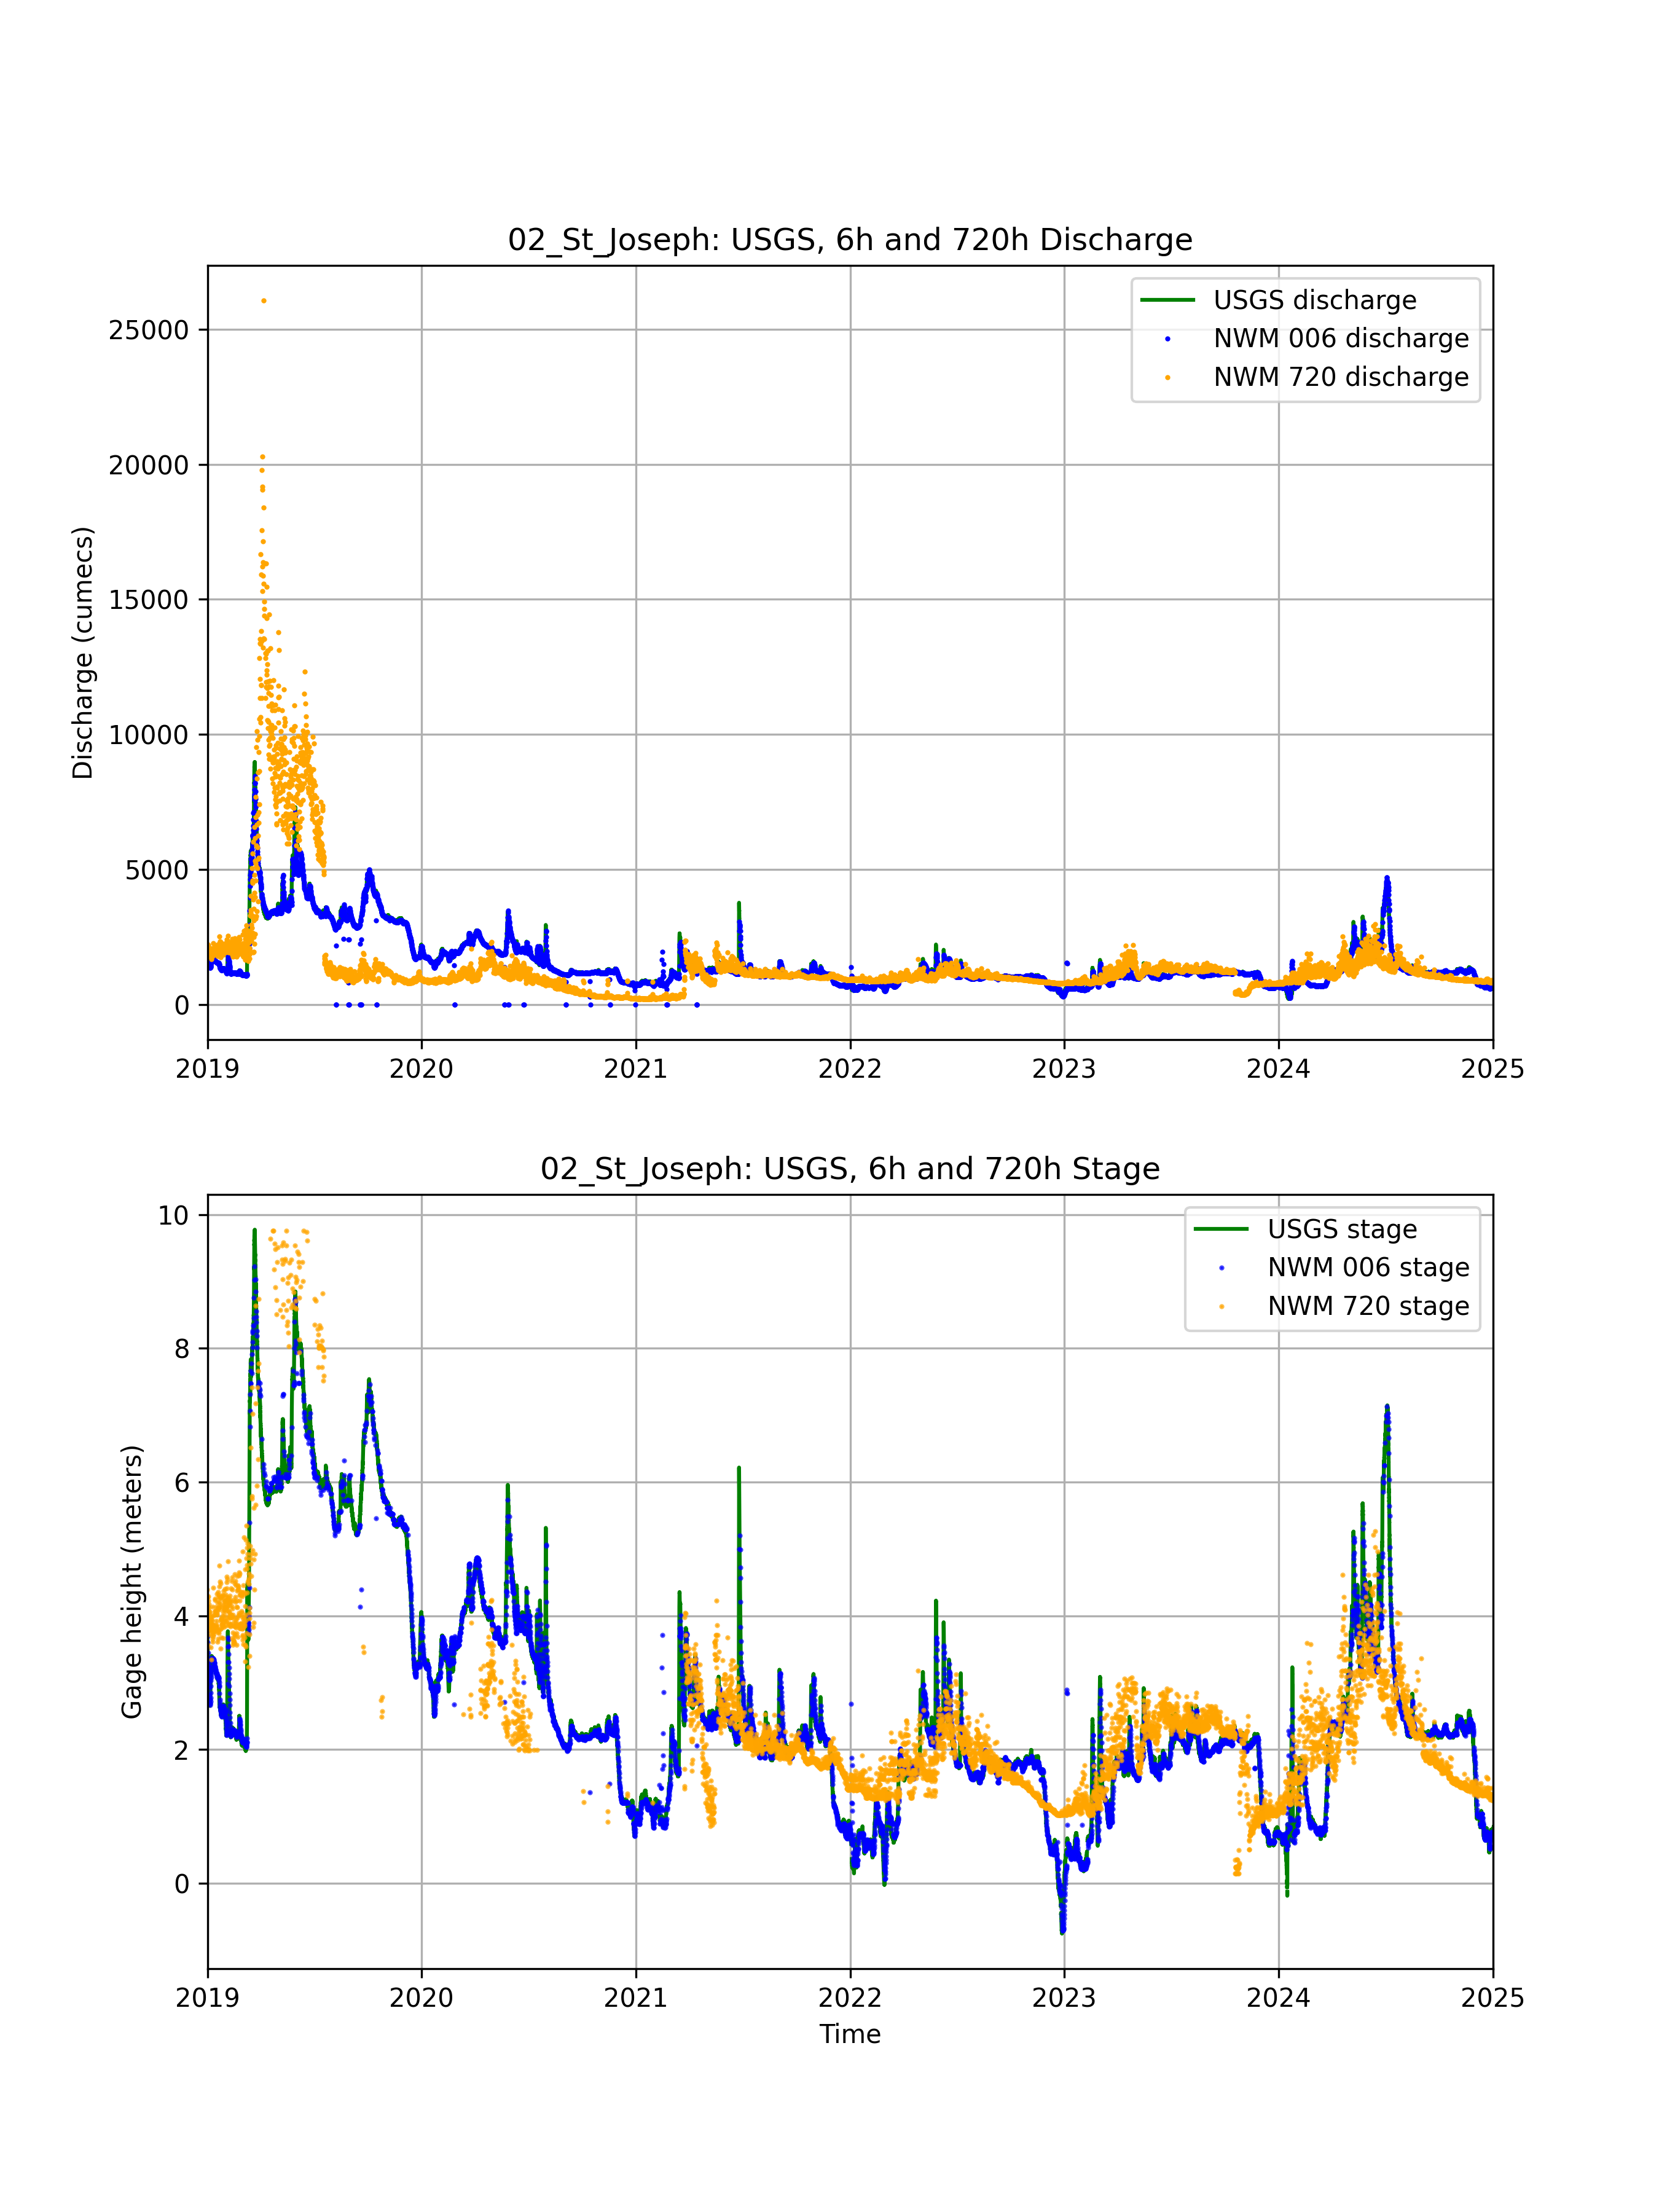 02_St_Joseph: USGS, 6h and 720h Discharge
USGS discharge
NWM 006 discharge
NWM 720 discharge
Discharge (cumecs)
25000
20000
15000
10000
5000
0
2019 2020 2021 2022 2023 2024 2025
02_St_Joseph: USGS, 6h and 720h Stage
USGS stage
NWM 006 stage
NWM 720 stage
Gage height (meters)
10
8
6
4
2
0
2019 2020 2021 2022 2023 2024 2025
Time